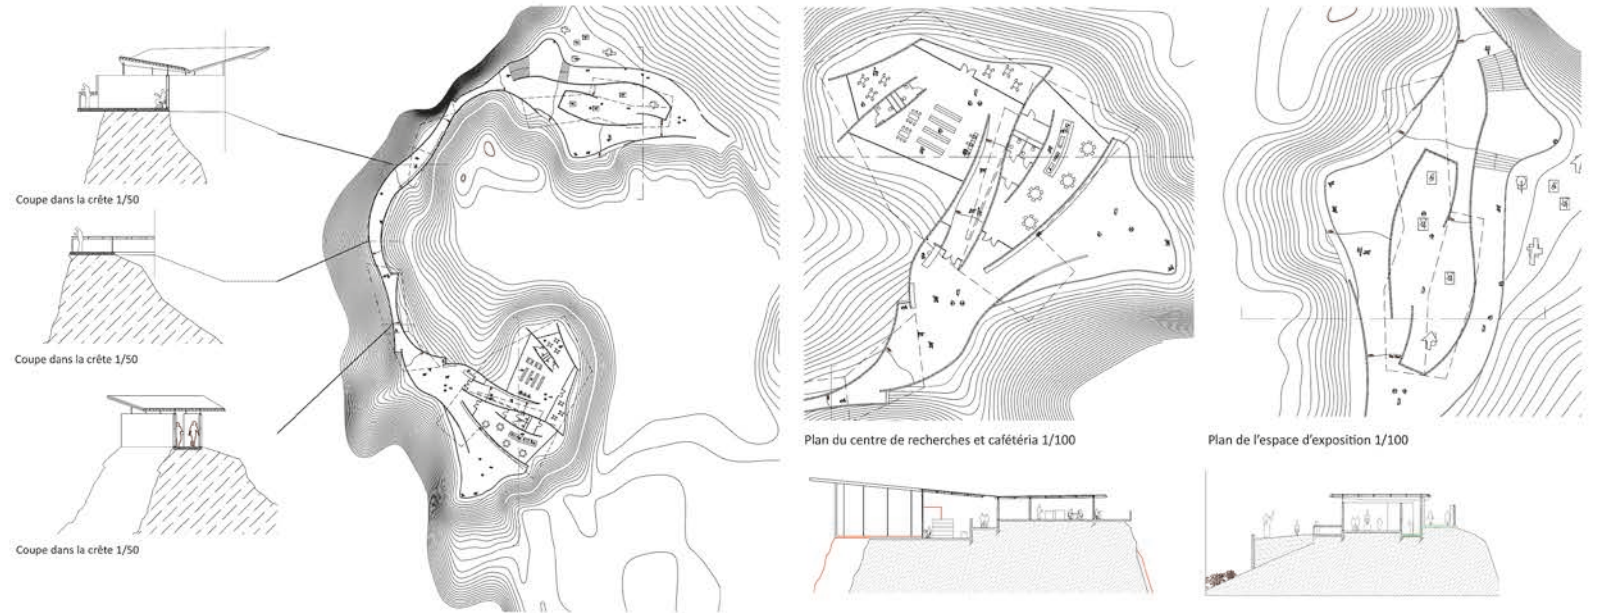 Coupe dans la crête 1/50
Coupe dans la crête 1/50
Coupe dans la crête 1/50
Plan du centre de recherches et cafétéria 1/100
Plan de l'espace d'exposition 1/100